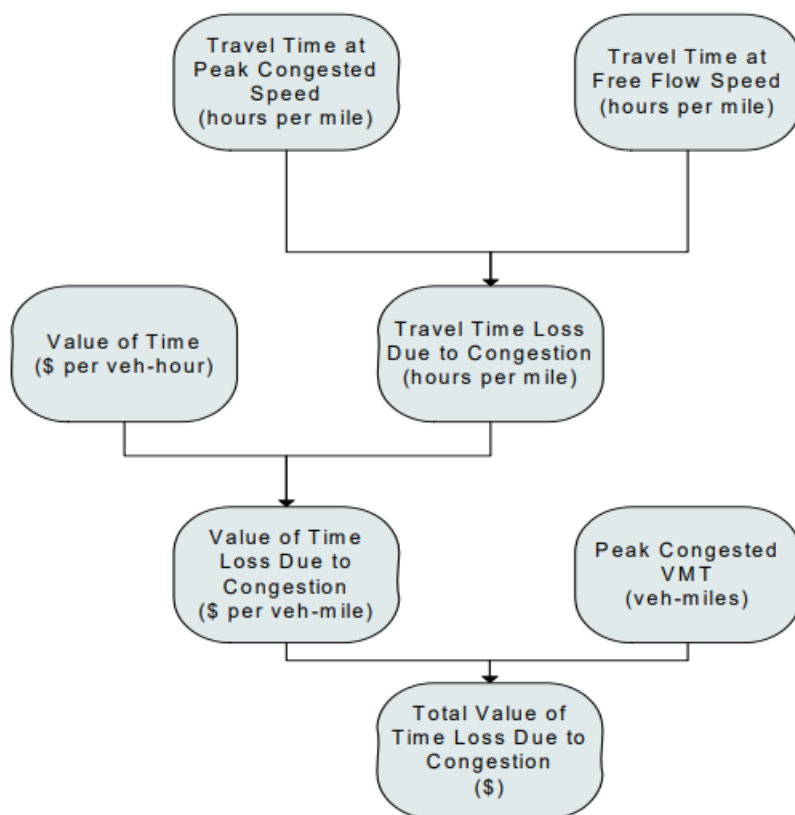 Travel Time at
Peak Congested
Speed
(hours per mile)
Travel Time at
Free Flow Speed
(hours per mile)
Value of Time
($ per veh-hour)
Travel Time Loss
Due to Congestion
(hours per mile)
Value of Time
Loss Due to
Congestion
($ per veh-mile)
Peak Congested
VMT
(veh-miles)
Total Value of
Time Loss Due to
Congestion
($)